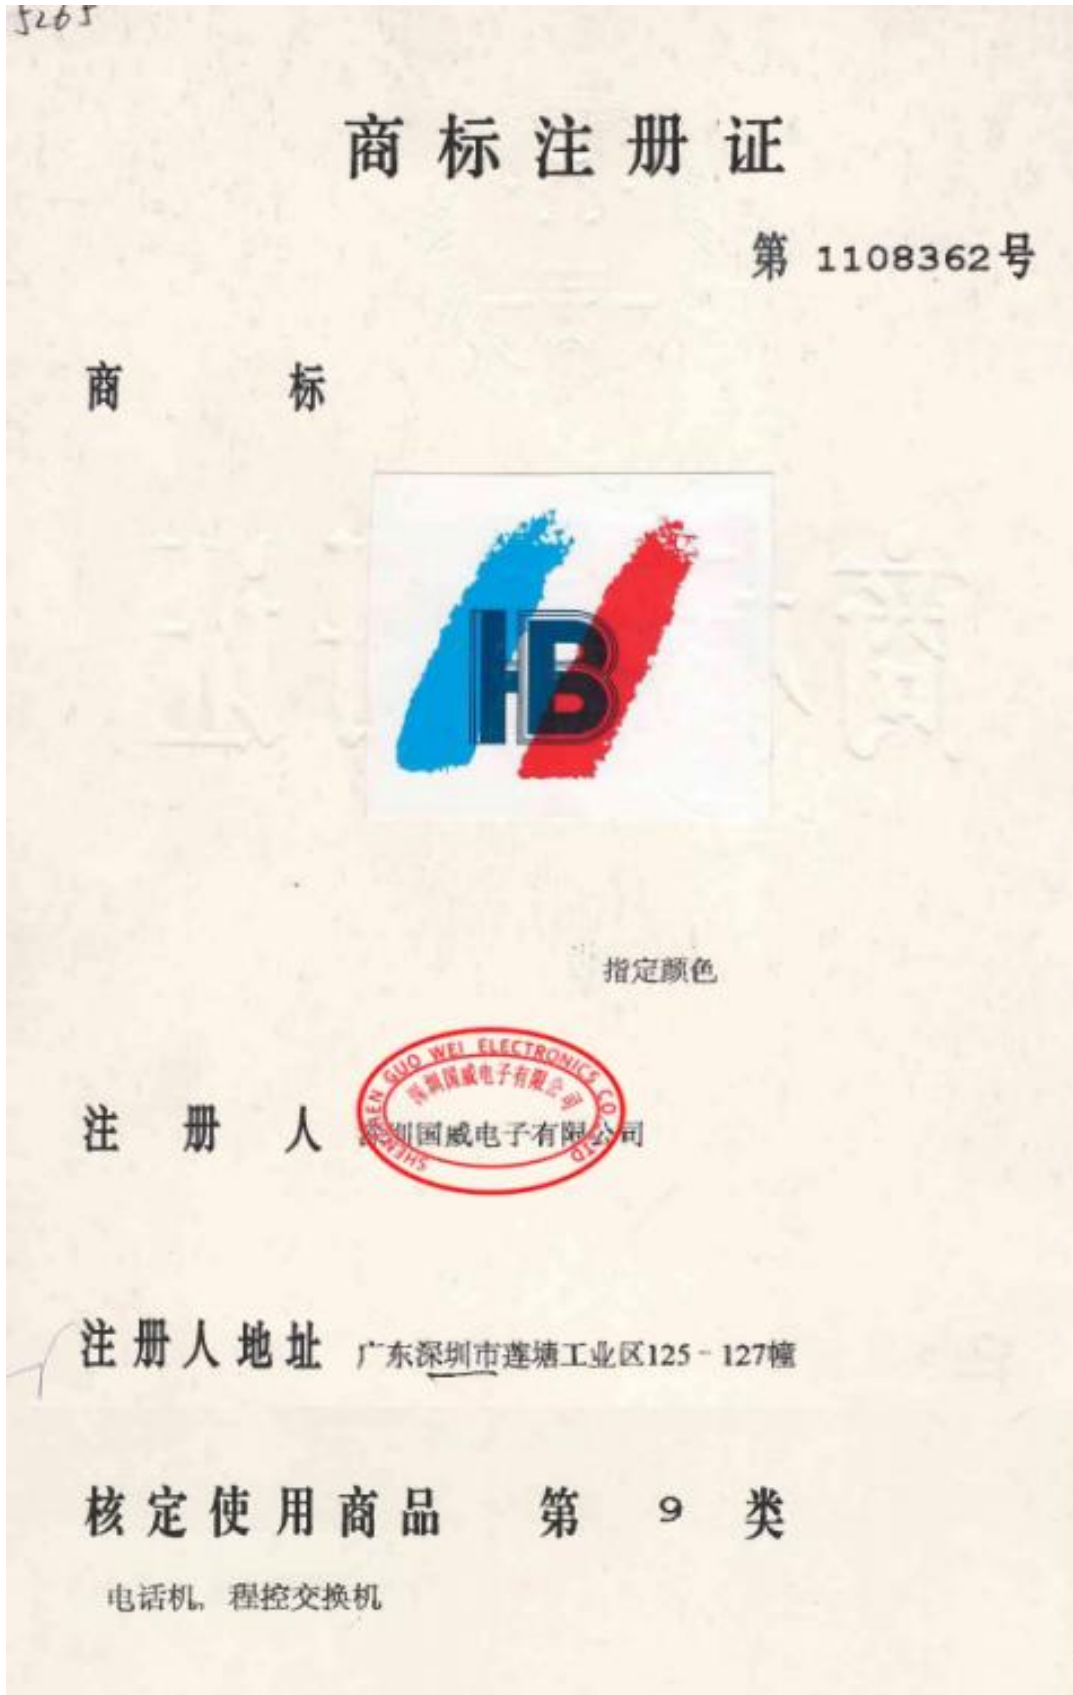 5265
商标注册证
第 1108362号
商 标
HB
指定颜色
SHENZHEN GUO WEI ELECTRONICS CO. LTD
深圳国威电子有限公司
注 册 人 深圳国威电子有限公司
注册人地址 广东深圳市莲塘工业区125-127幢
核定使用商品 第 9 类
电话机,程控交换机